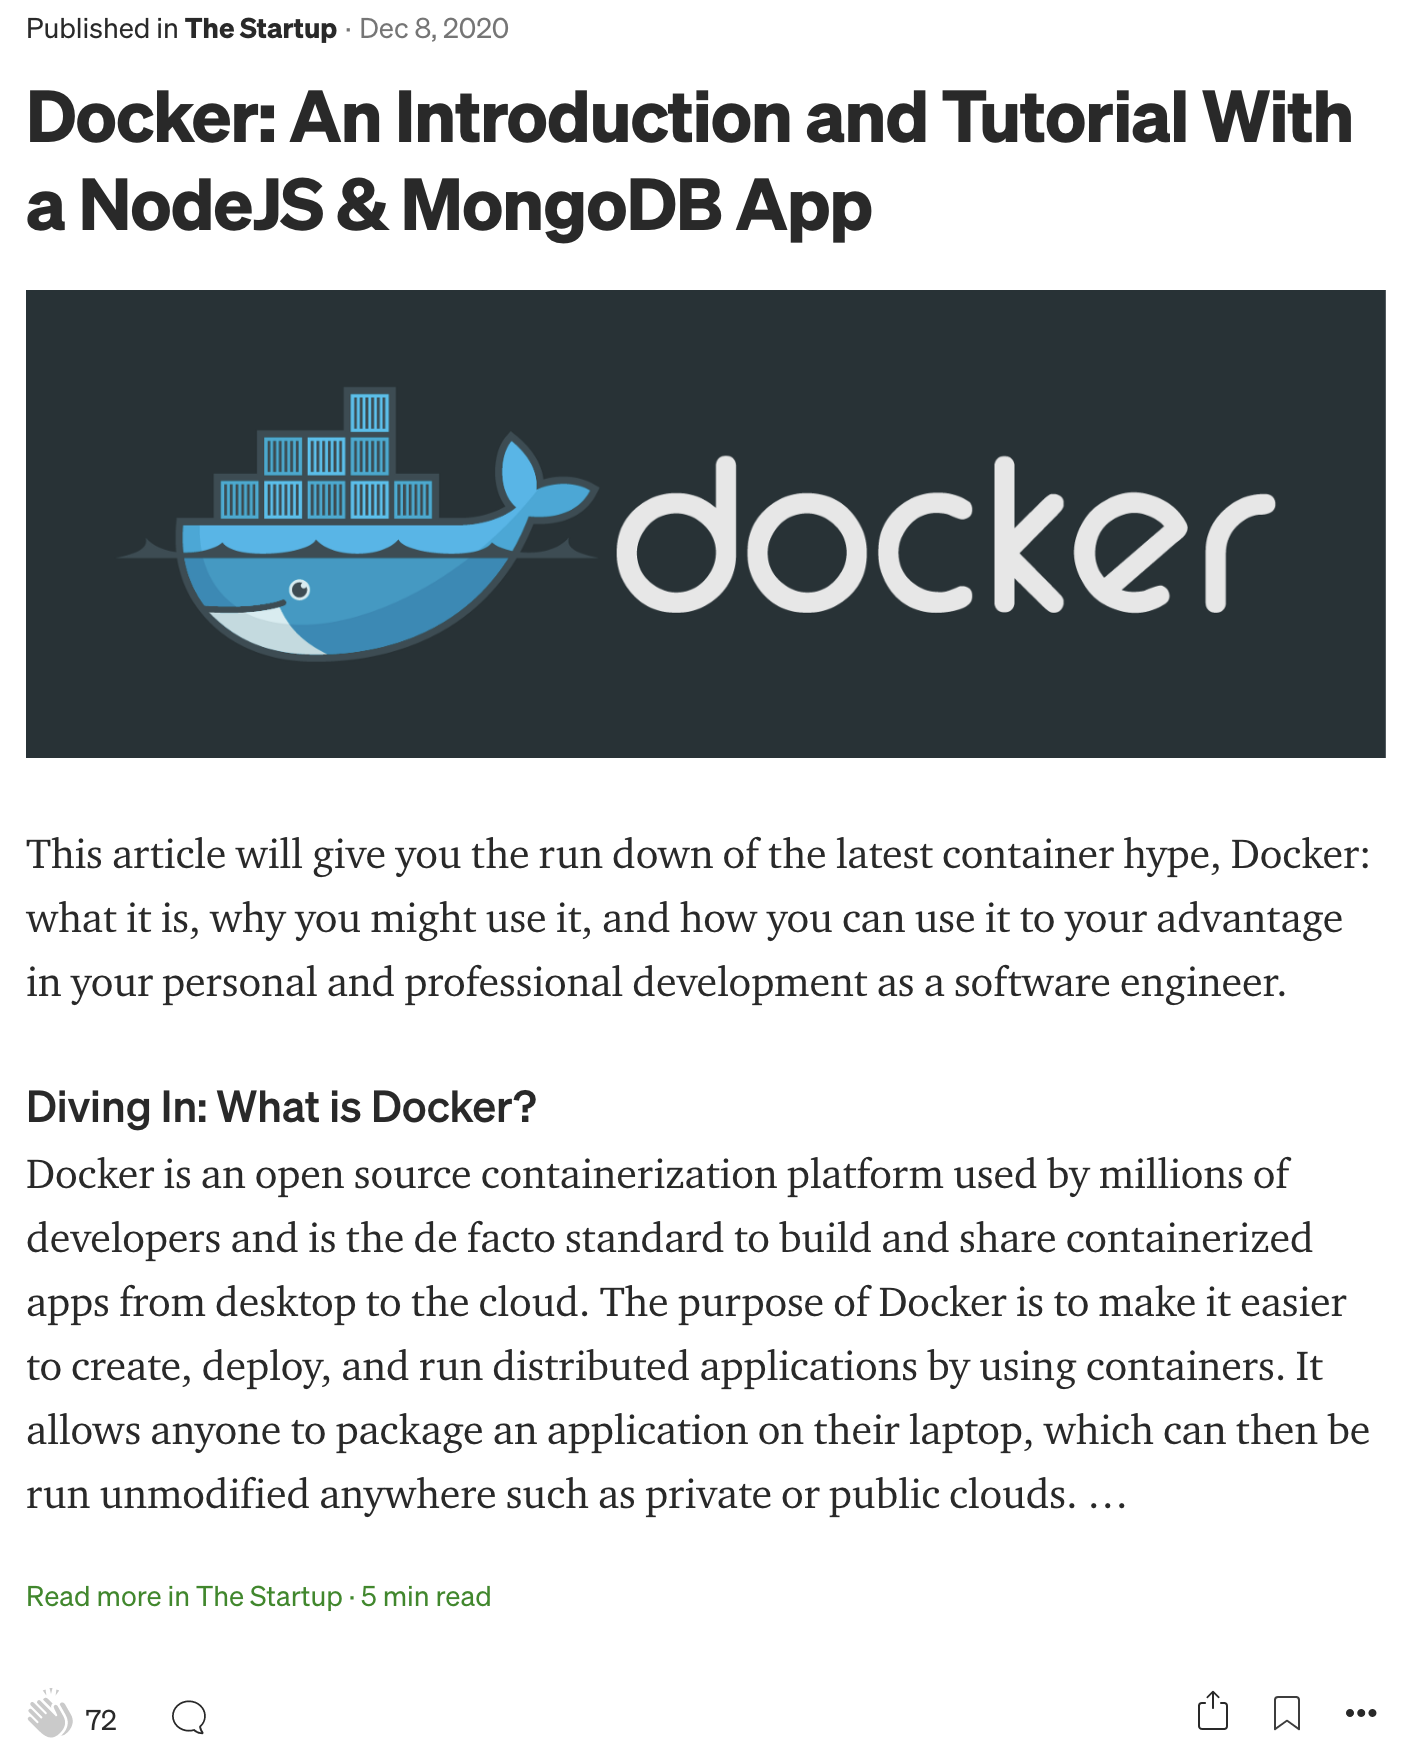 Published in The Startup · Dec 8, 2020
Docker: An Introduction and Tutorial With
a NodeJS & MongoDB App
docker
This article will give you the run down of the latest container hype, Docker:
what it is, why you might use it, and how you can use it to your advantage
in your personal and professional development as a software engineer.
Diving In: What is Docker?
Docker is an open source containerization platform used by millions of
developers and is the de facto standard to build and share containerized
apps from desktop to the cloud. The purpose of Docker is to make it easier
to create, deploy, and run distributed applications by using containers. It
allows anyone to package an application on their laptop, which can then be
run unmodified anywhere such as private or public clouds. …
Read more in The Startup · 5 min read
72